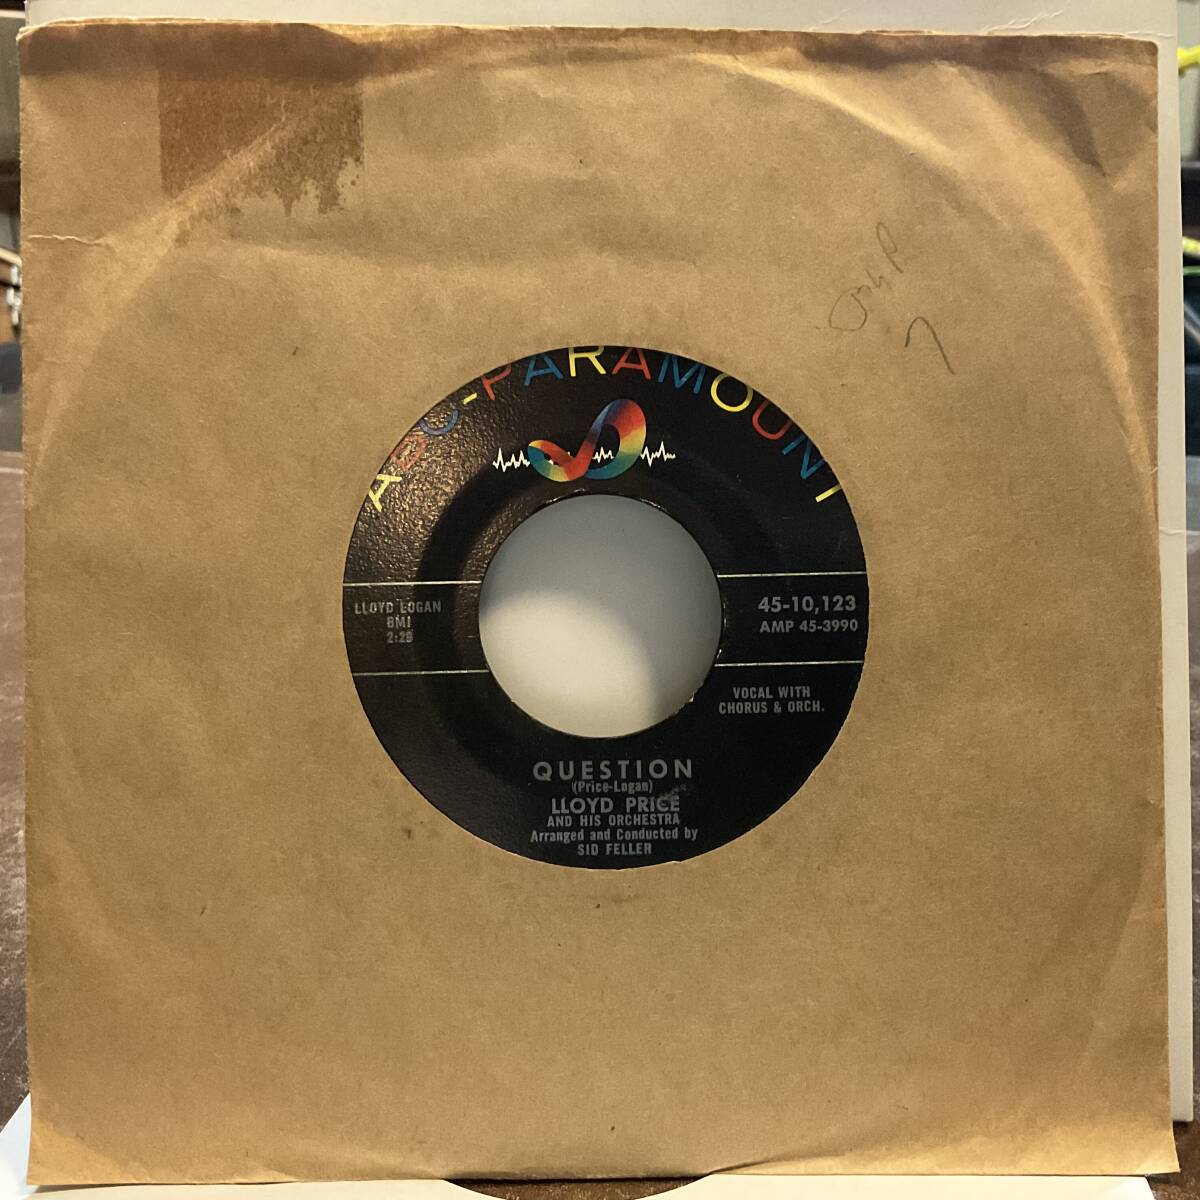 ABC-PARAMOUNT
LLOYD LOGAN
BMI
2:29
45-10,123
AMP 45-3990
VOCAL WITH
CHORUS & ORCH.
QUESTION
(Price-Logan)
LLOYD PRICE
AND HIS ORCHESTRA
Arranged and Conducted by
SID FELLER
7